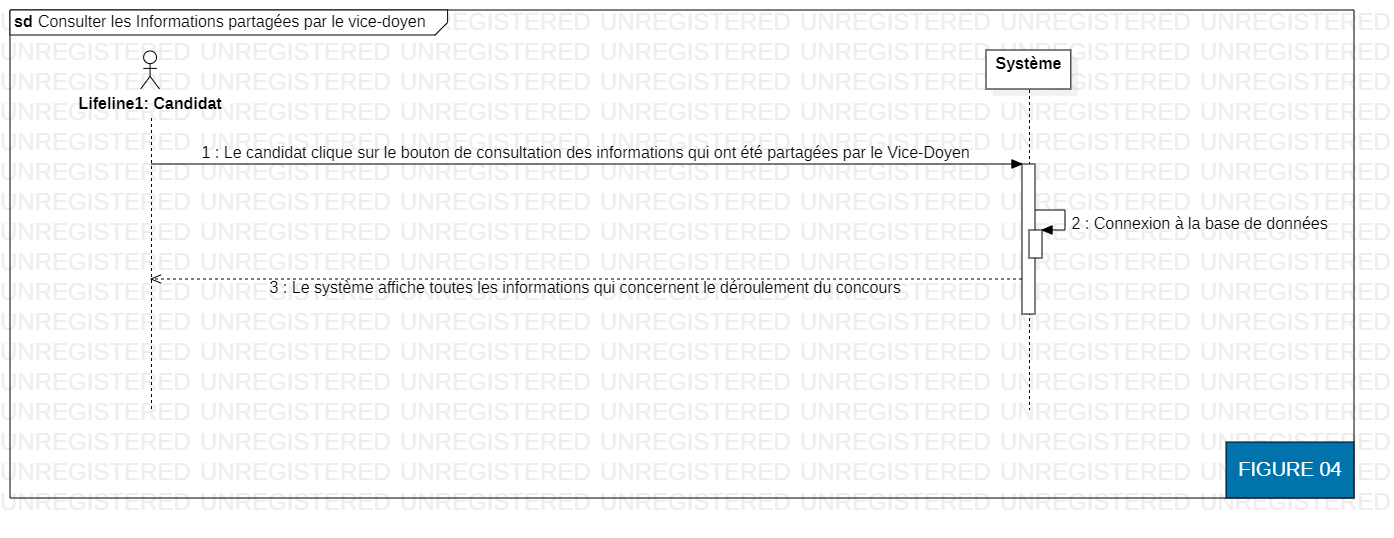 sd Consulter les Informations partagées par le vice-doyen
Lifeline1: Candidat
Système
1 : Le candidat clique sur le bouton de consultation des informations qui ont été partagées par le Vice-Doyen
2 : Connexion à la base de données
3 : Le système affiche toutes les informations qui concernent le déroulement du concours
FIGURE 04
UNREGISTERED UNREGISTERED UNREGISTERED UNREGISTERED UNREGISTERED UNREGISTERED UNREGISTERED